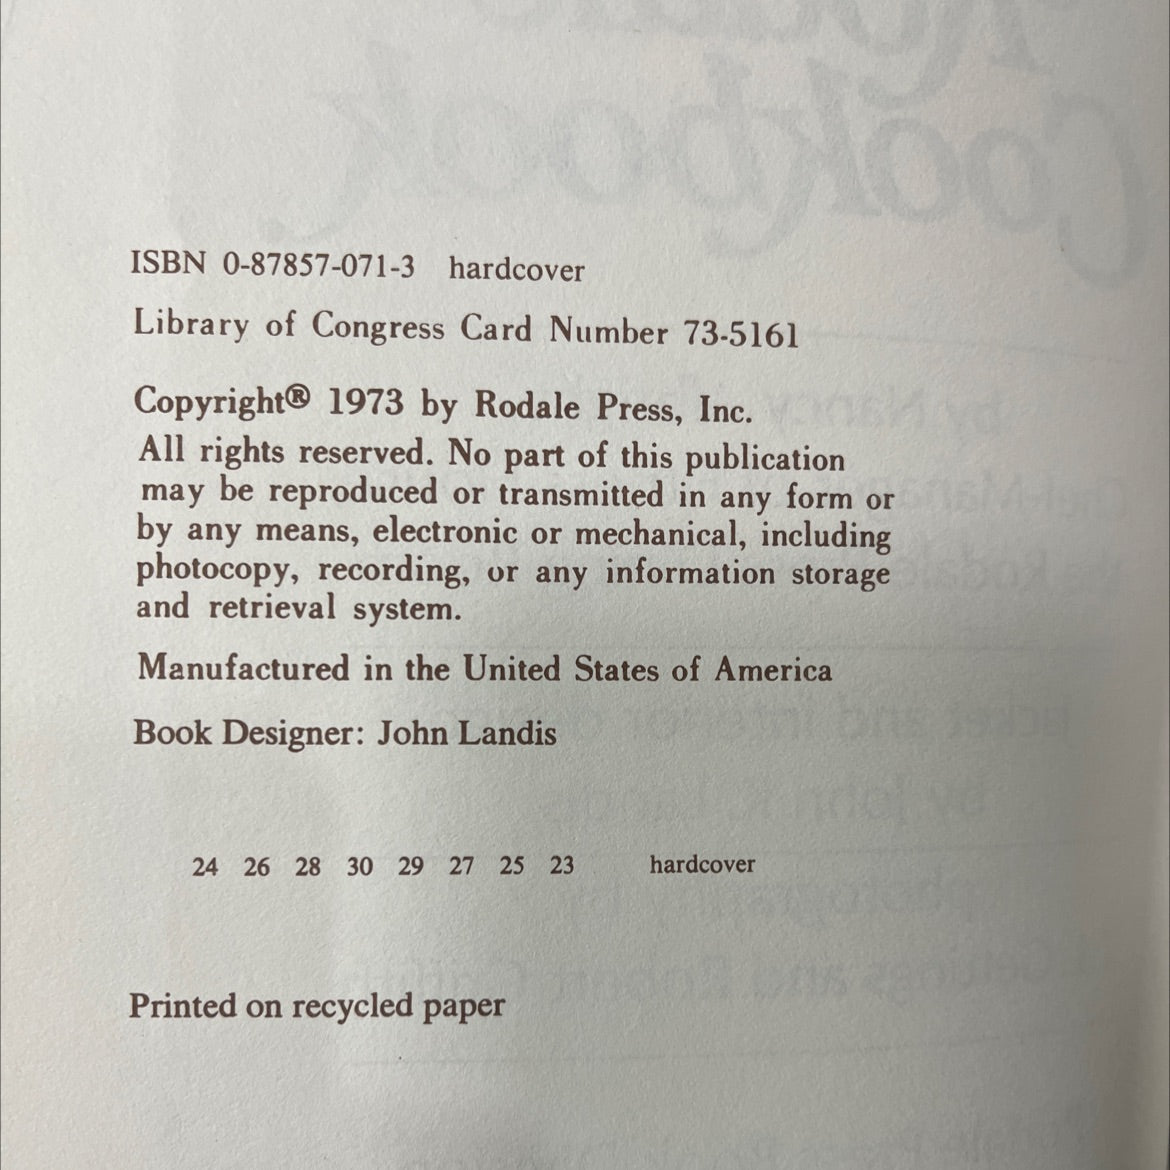 ISBN 0-87857-071-3 hardcover
Library of Congress Card Number 73-5161
Copyright® 1973 by Rodale Press, Inc.
All rights reserved. No part of this publication
may be reproduced or transmitted in any form or
by any means, electronic or mechanical, including
photocopy, recording, or any information storage
and retrieval system.
Manufactured in the United States of America
Book Designer: John Landis
24 26 28 30 29 27 25 23 hardcover
Printed on recycled paper